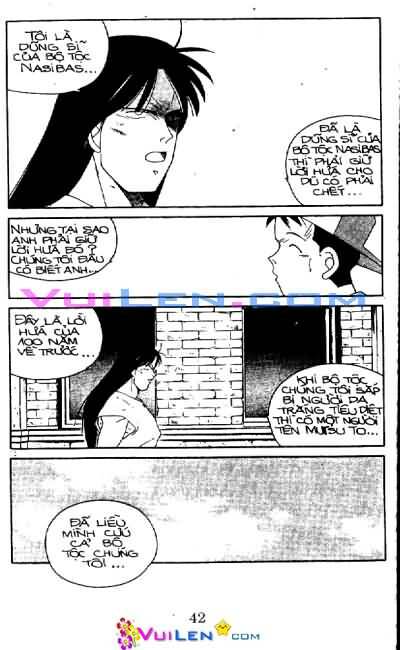 TÔI LÀ
DŨNG SĨ
CỦA BỘ TỘC
NASIBAS...
ĐÃ LÀ
DŨNG SĨ CỦA
BỘ TỘC NASIBAS
THÌ PHẢI GIỮ
LỜI HỨA CHO
DÙ CÓ PHẢI
CHẾT...
NHƯNG TẠI SAO
ANH PHẢI GIỮ
LỜI HỨA ĐÓ?
CHÚNG TÔI ĐÂU
CÓ BIẾT ANH...
VUILEN.COM
ĐÂY LÀ LỜI
HỨA CỦA
100 NĂM
VỀ TRƯỚC...
KHI BỘ TỘC
CHÚNG TÔI SẮP
BỊ NGƯỜI DA
TRẮNG TIÊU DIỆT
THÌ CÓ MỘT NGƯỜI
TÊN MUTSU TO...
ĐÃ LIỀU
MÌNH CỨU
CẢ BỘ
TỘC CHÚNG
TÔI...
42
VUILEN.COM